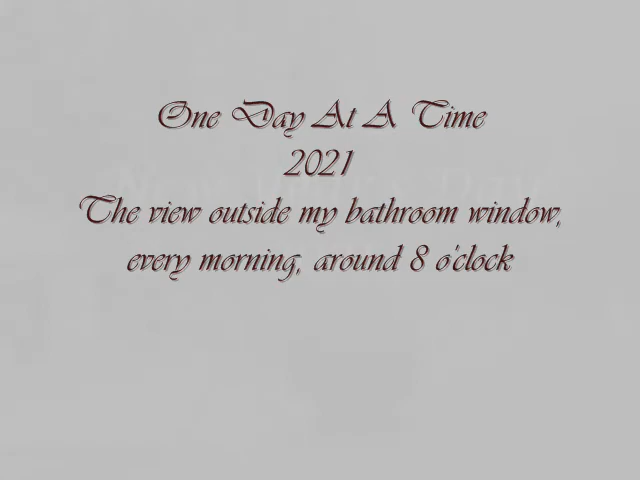 One Day At A Time
2021
The view outside my bathroom window,
every morning, around 8 o'clock